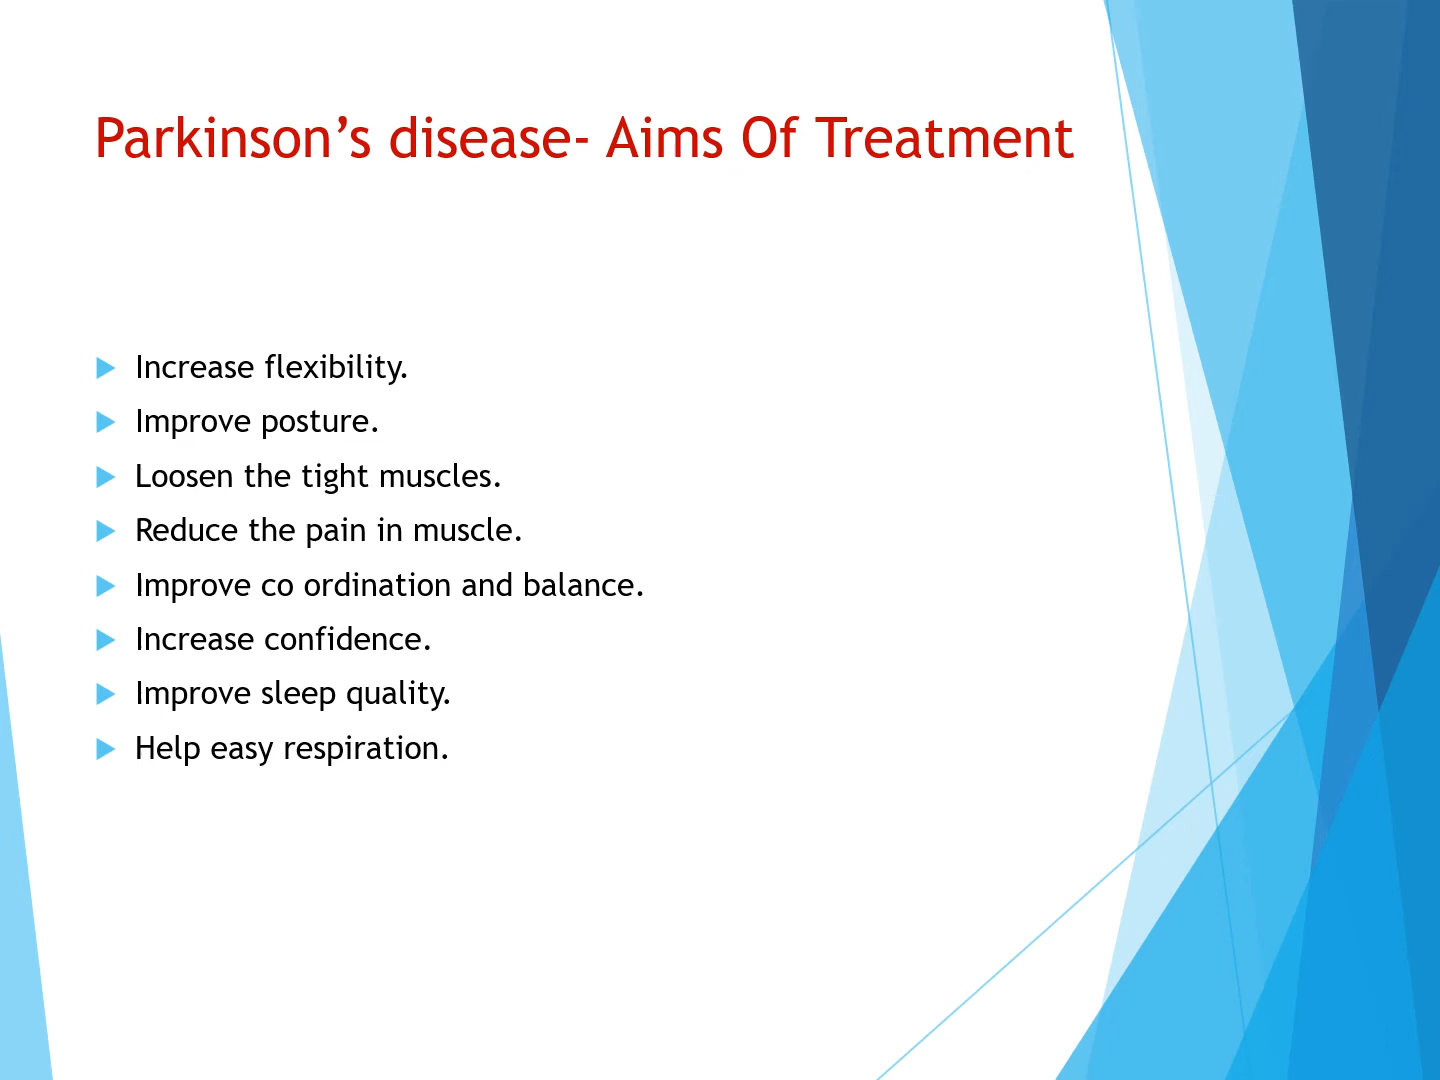 Parkinson’s disease- Aims Of Treatment
Increase flexibility.
Improve posture.
Loosen the tight muscles.
Reduce the pain in muscle.
Improve co ordination and balance.
Increase confidence.
Improve sleep quality.
Help easy respiration.